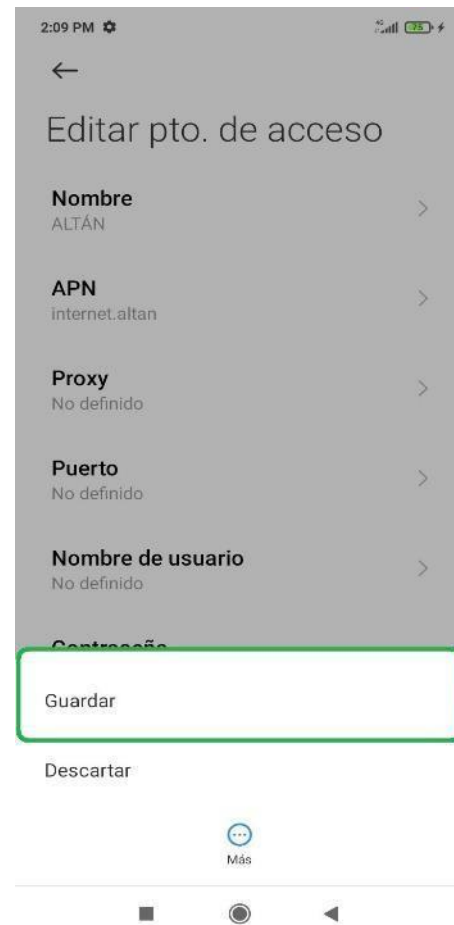 2:09 PM
Editar pto. de acceso
Nombre
ALTÁN
APN
internet.altan
Proxy
No definido
Puerto
No definido
Nombre de usuario
No definido
Contraseña
Guardar
Descartar
Más